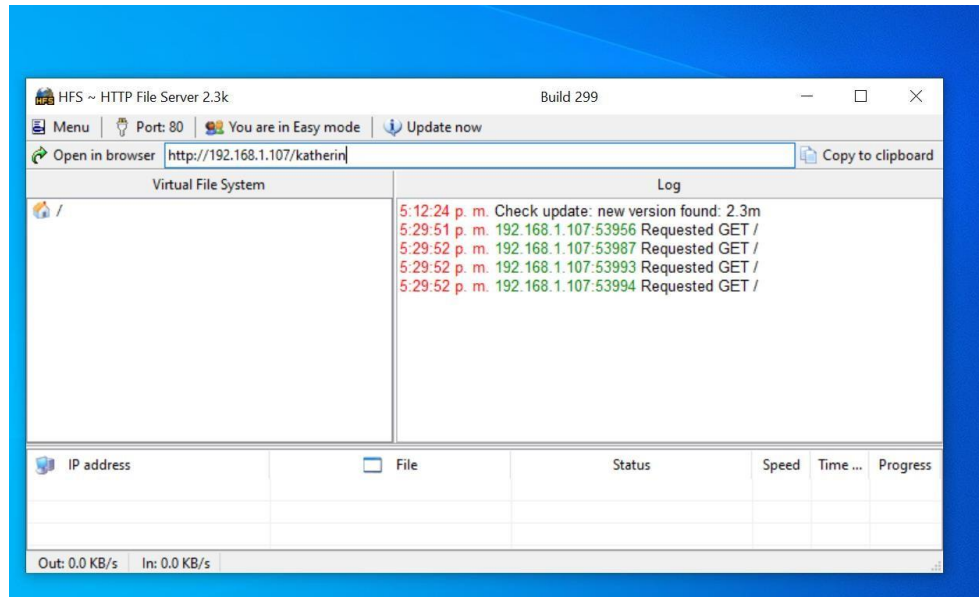 HFS ~ HTTP File Server 2.3k Build 299
Menu Port: 80 You are in Easy mode Update now
Open in browser http://192.168.1.107/katherin Copy to clipboard
Virtual File System Log
/
5:12:24 p. m. Check update: new version found: 2.3m
5:29:51 p. m. 192.168.1.107:53956 Requested GET /
5:29:52 p. m. 192.168.1.107:53987 Requested GET /
5:29:52 p. m. 192.168.1.107:53993 Requested GET /
5:29:52 p. m. 192.168.1.107:53994 Requested GET /
IP address File Status Speed Time ... Progress
Out: 0.0 KB/s In: 0.0 KB/s